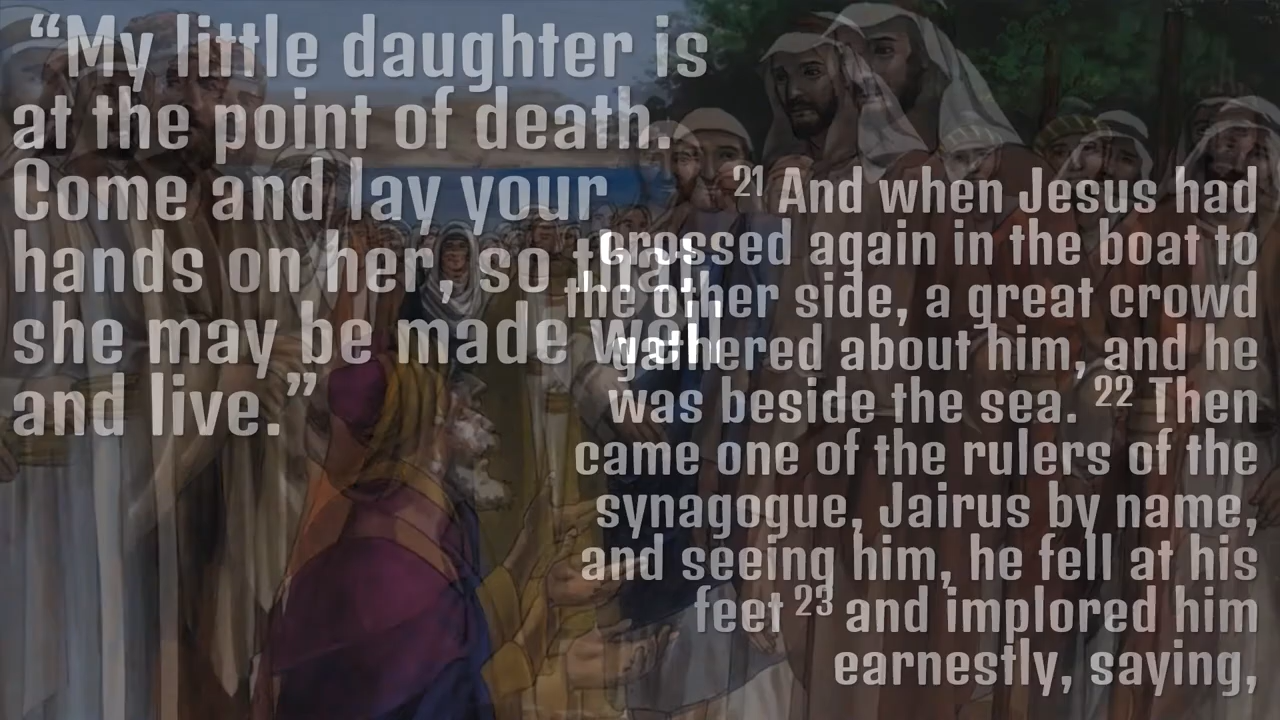 “My little daughter is
at the point of death.
Come and lay your
hands on her, so that
she may be made well
and live.”
21 And when Jesus had
crossed again in the boat to
the other side, a great crowd
gathered about him, and he
was beside the sea. 22 Then
came one of the rulers of the
synagogue, Jairus by name,
and seeing him, he fell at his
feet 23 and implored him
earnestly, saying,